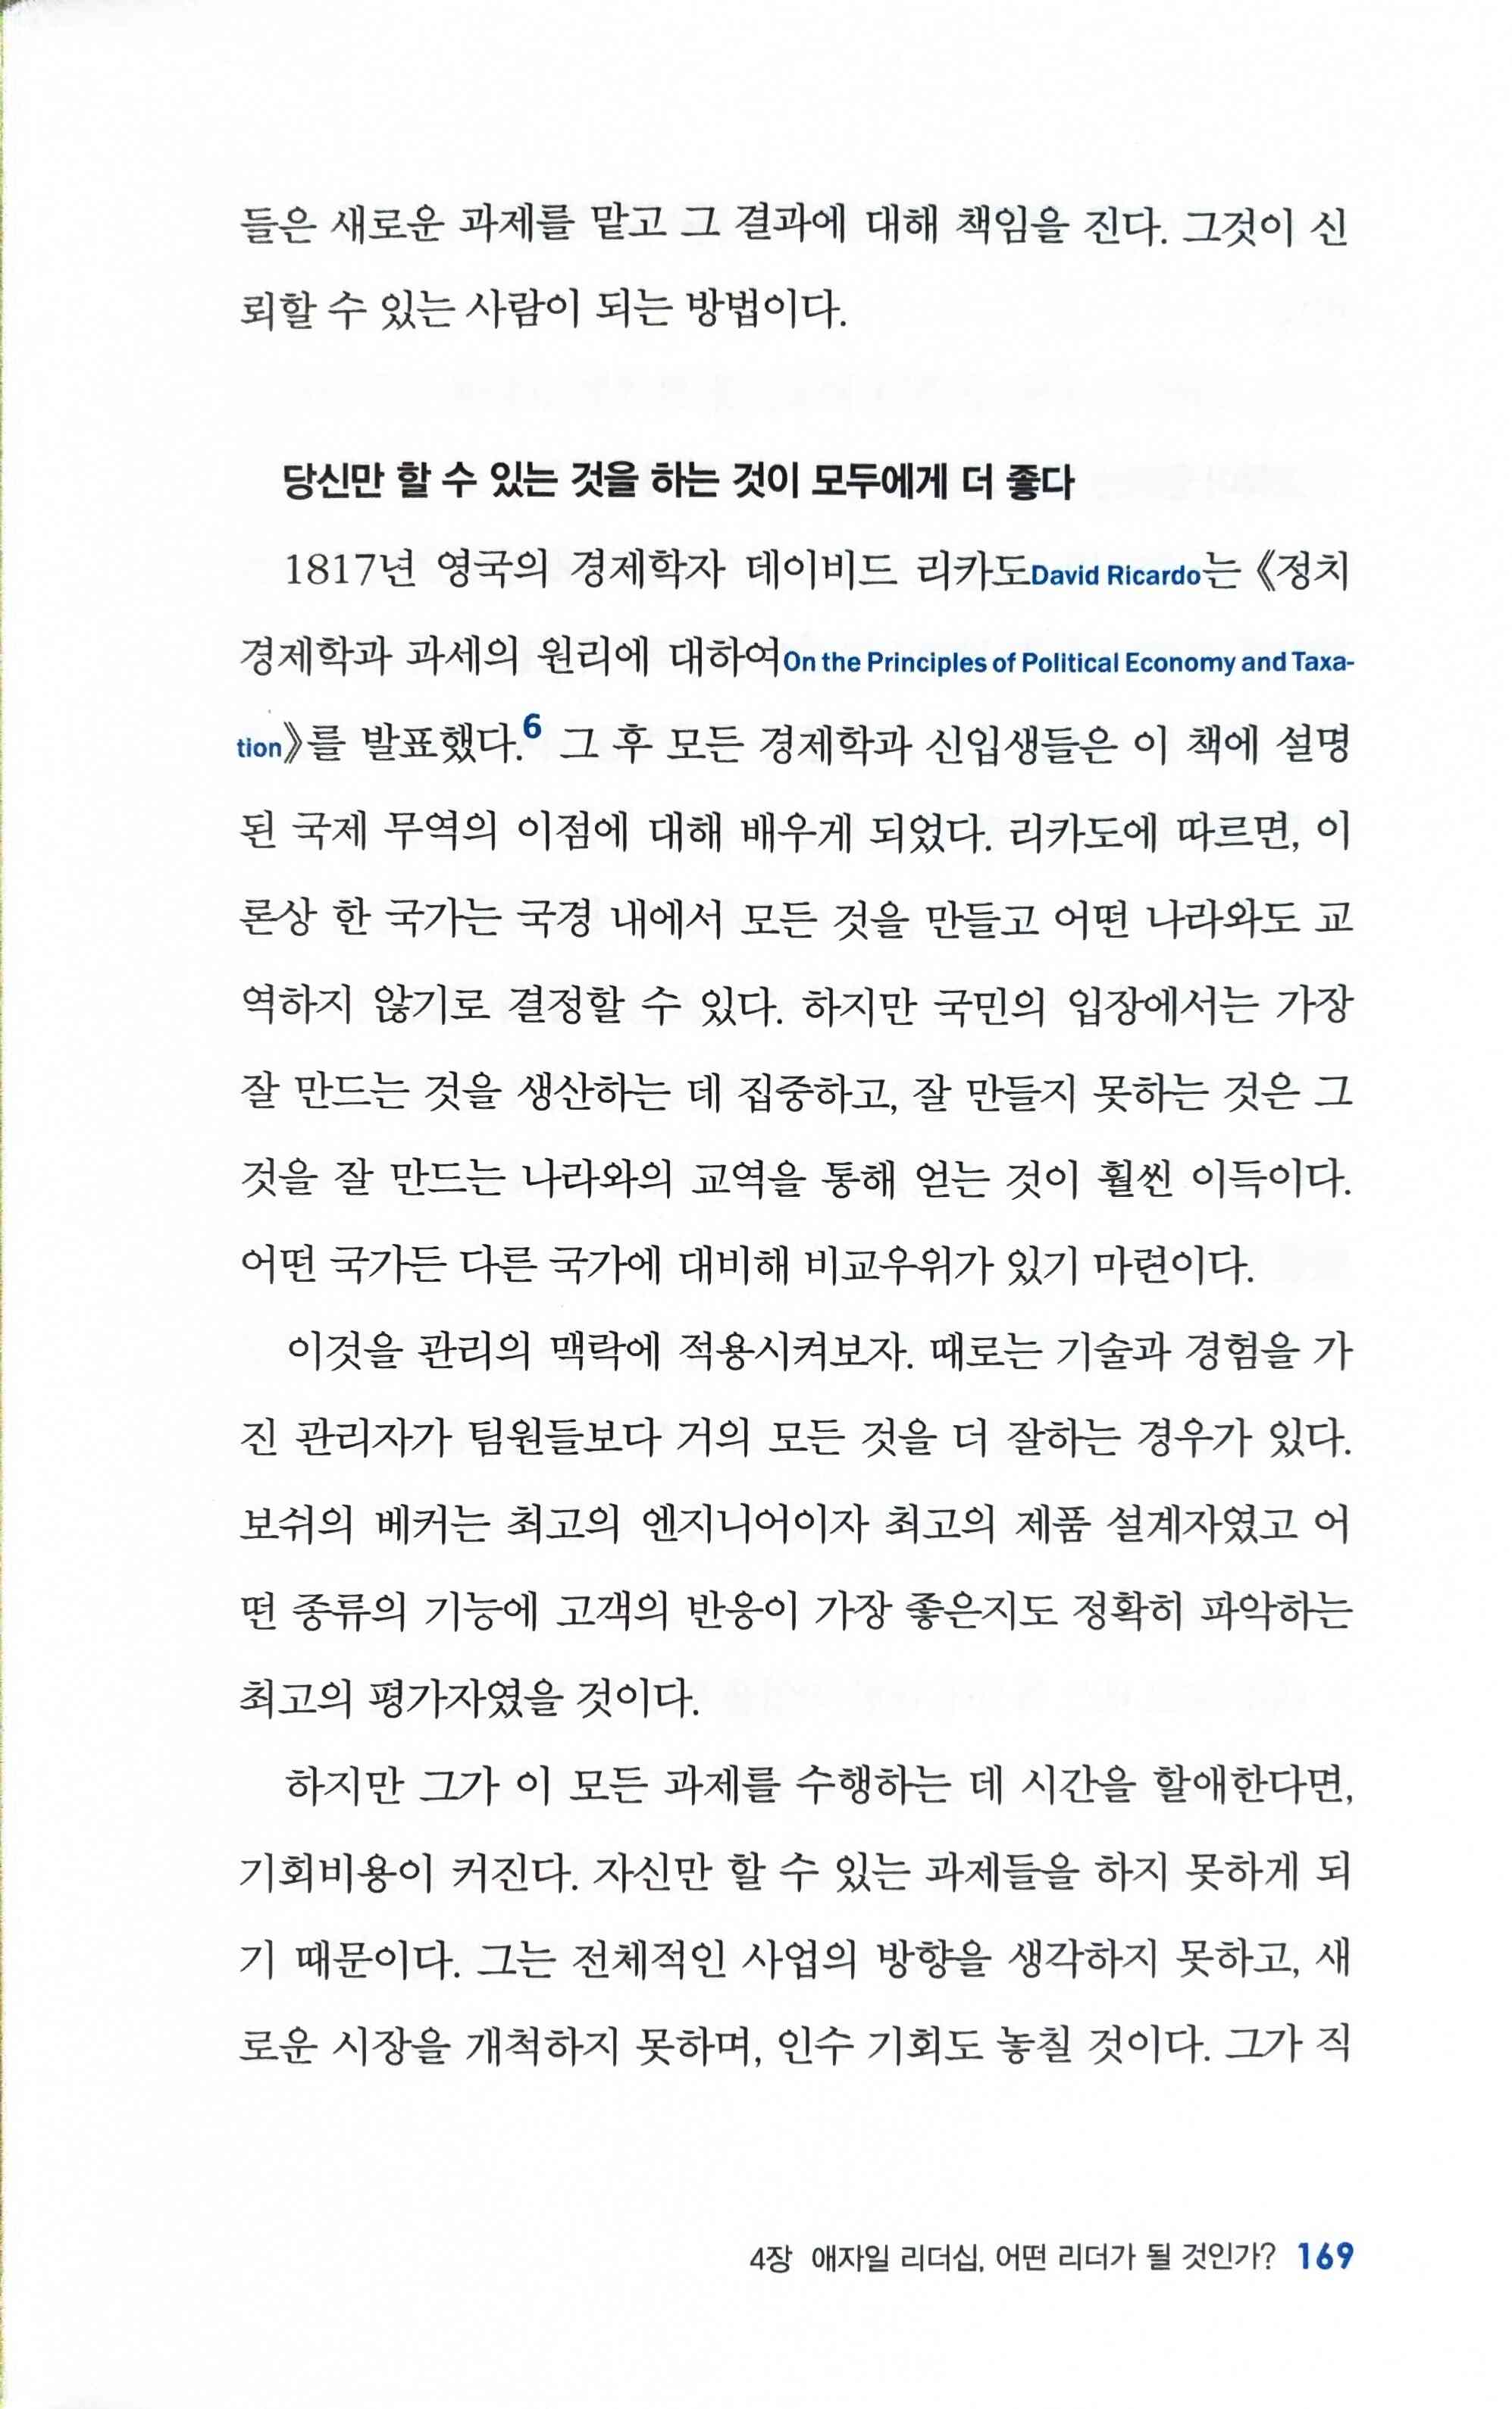 들은 새로운 과제를 맡고 그 결과에 대해 책임을 진다. 그것이 신
뢰할 수 있는 사람이 되는 방법이다.
당신만 할 수 있는 것을 하는 것이 모두에게 더 좋다
1817년 영국의 경제학자 데이비드 리카도David Ricardo는 《정치
경제학과 과세의 원리에 대하여On the Principles of Political Economy and Taxa-
tion》를 발표했다.6 그 후 모든 경제학과 신입생들은 이 책에 설명
된 국제 무역의 이점에 대해 배우게 되었다. 리카도에 따르면, 이
론상 한 국가는 국경 내에서 모든 것을 만들고 어떤 나라와도 교
역하지 않기로 결정할 수 있다. 하지만 국민의 입장에서는 가장
잘 만드는 것을 생산하는 데 집중하고, 잘 만들지 못하는 것은 그
것을 잘 만드는 나라와의 교역을 통해 얻는 것이 훨씬 이득이다.
어떤 국가든 다른 국가에 대비해 비교우위가 있기 마련이다.
이것을 관리의 맥락에 적용시켜보자. 때로는 기술과 경험을 가
진 관리자가 팀원들보다 거의 모든 것을 더 잘하는 경우가 있다.
보쉬의 베커는 최고의 엔지니어이자 최고의 제품 설계자였고 어
떤 종류의 기능에 고객의 반응이 가장 좋은지도 정확히 파악하는
최고의 평가자였을 것이다.
하지만 그가 이 모든 과제를 수행하는 데 시간을 할애한다면,
기회비용이 커진다. 자신만 할 수 있는 과제들을 하지 못하게 되
기 때문이다. 그는 전체적인 사업의 방향을 생각하지 못하고, 새
로운 시장을 개척하지 못하며, 인수 기회도 놓칠 것이다. 그가 직
4장 애자일 리더십, 어떤 리더가 될 것인가? 169